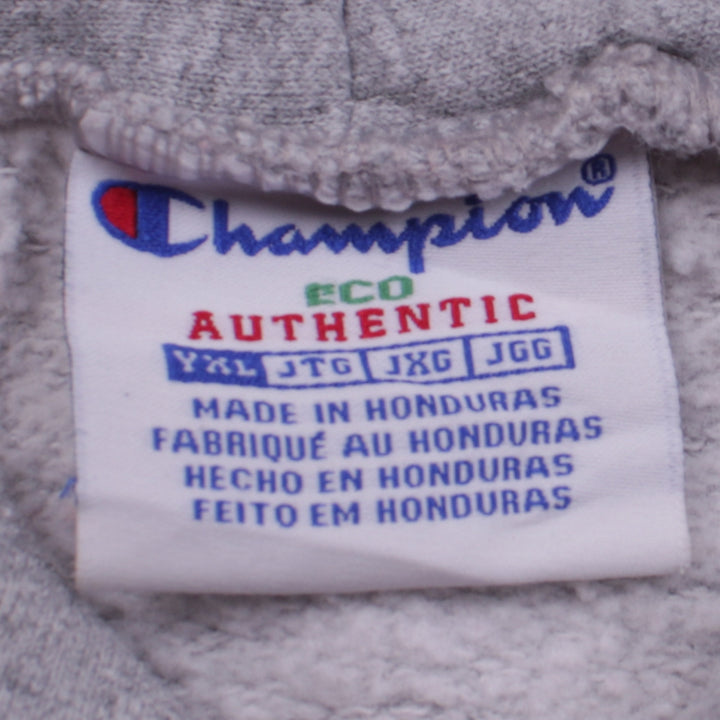 Champion®
ECO
AUTHENTIC
YXL JTG JXG JGG
MADE IN HONDURAS
FABRIQUÉ AU HONDURAS
HECHO EN HONDURAS
FEITO EM HONDURAS